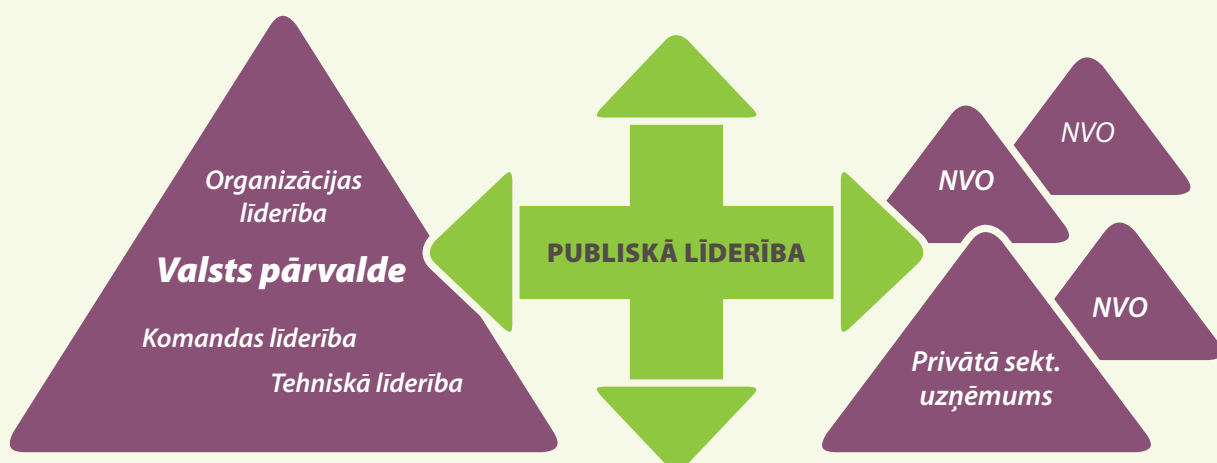 Organizācijas
līderība
Valsts pārvalde
Komandas līderība
Tehniskā līderība
PUBLISKĀ LĪDERĪBA
NVO
NVO
NVO
Privātā sekt.
uzņēmums